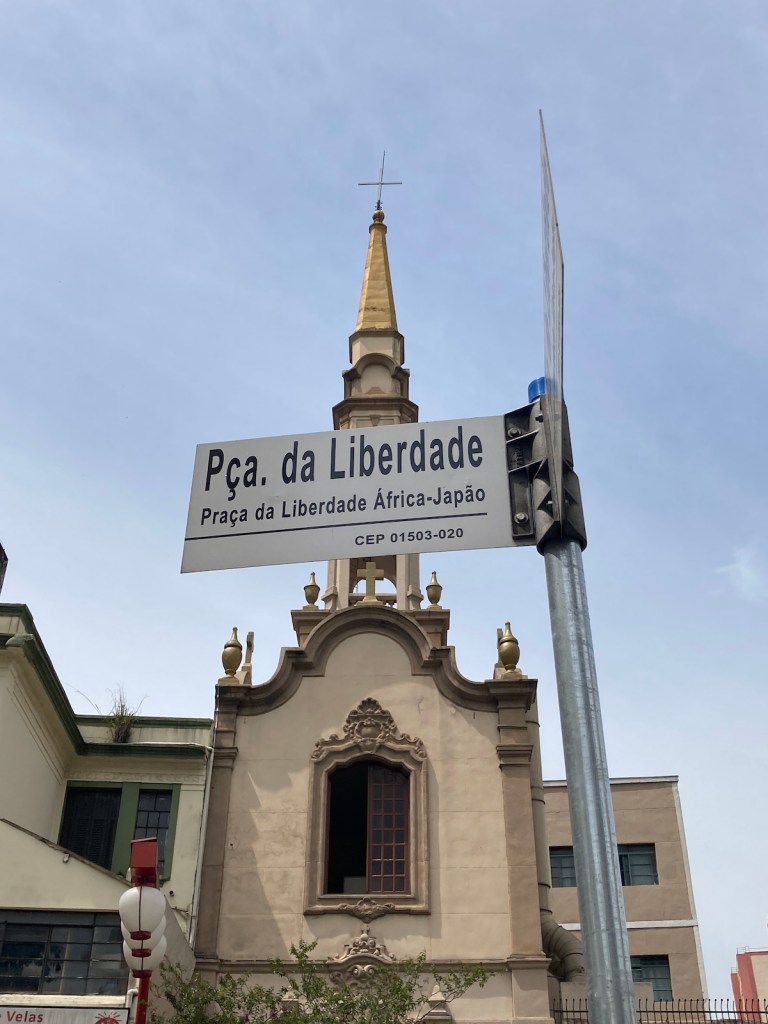 Pça. da Liberdade
Praça da Liberdade África-Japão
CEP 01503-020
e Velas